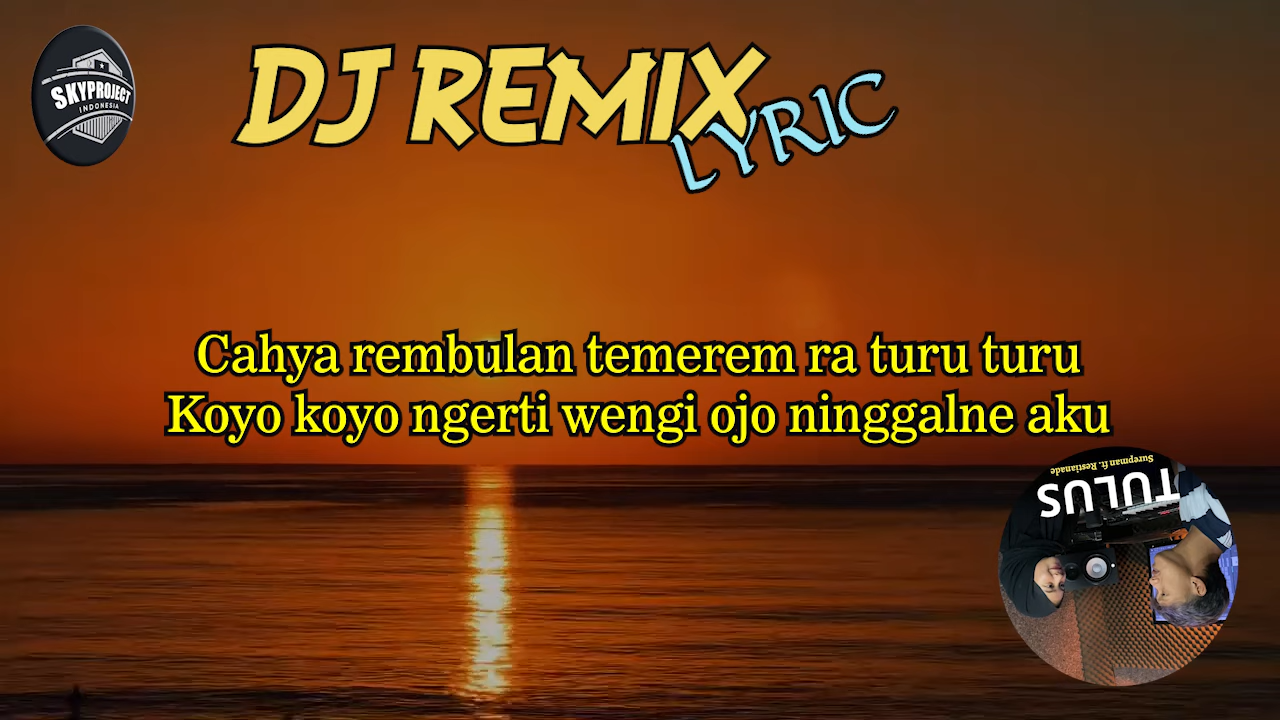 SKYPROJECT
INDONESIA
DJ REMIX
LYRIC
Cahya rembulan temerem ra turu turu
Koyo koyo ngerti wengi ojo ninggalne aku
TULUS
Surepman ft. Restianade